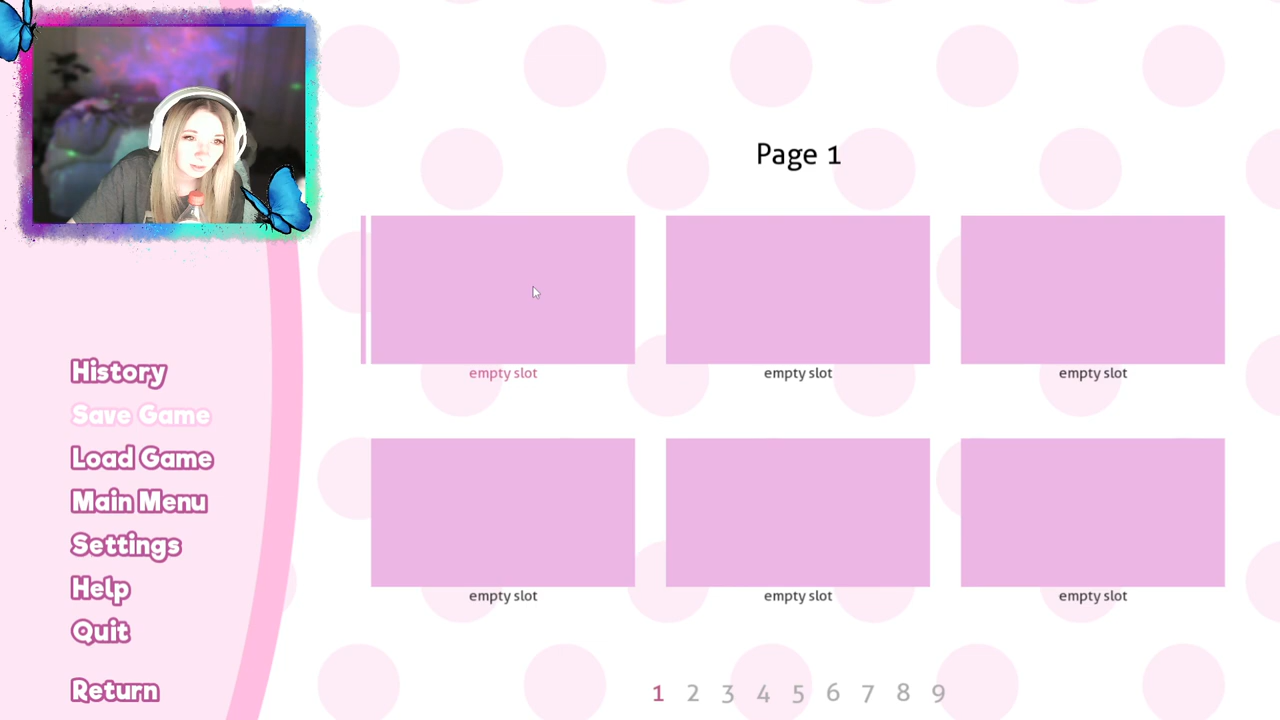 Page 1
empty slot
empty slot
empty slot
History
Save Game
Load Game
Main Menu
Settings
Help
Quit
Return
empty slot
empty slot
empty slot
1 2 3 4 5 6 7 8 9